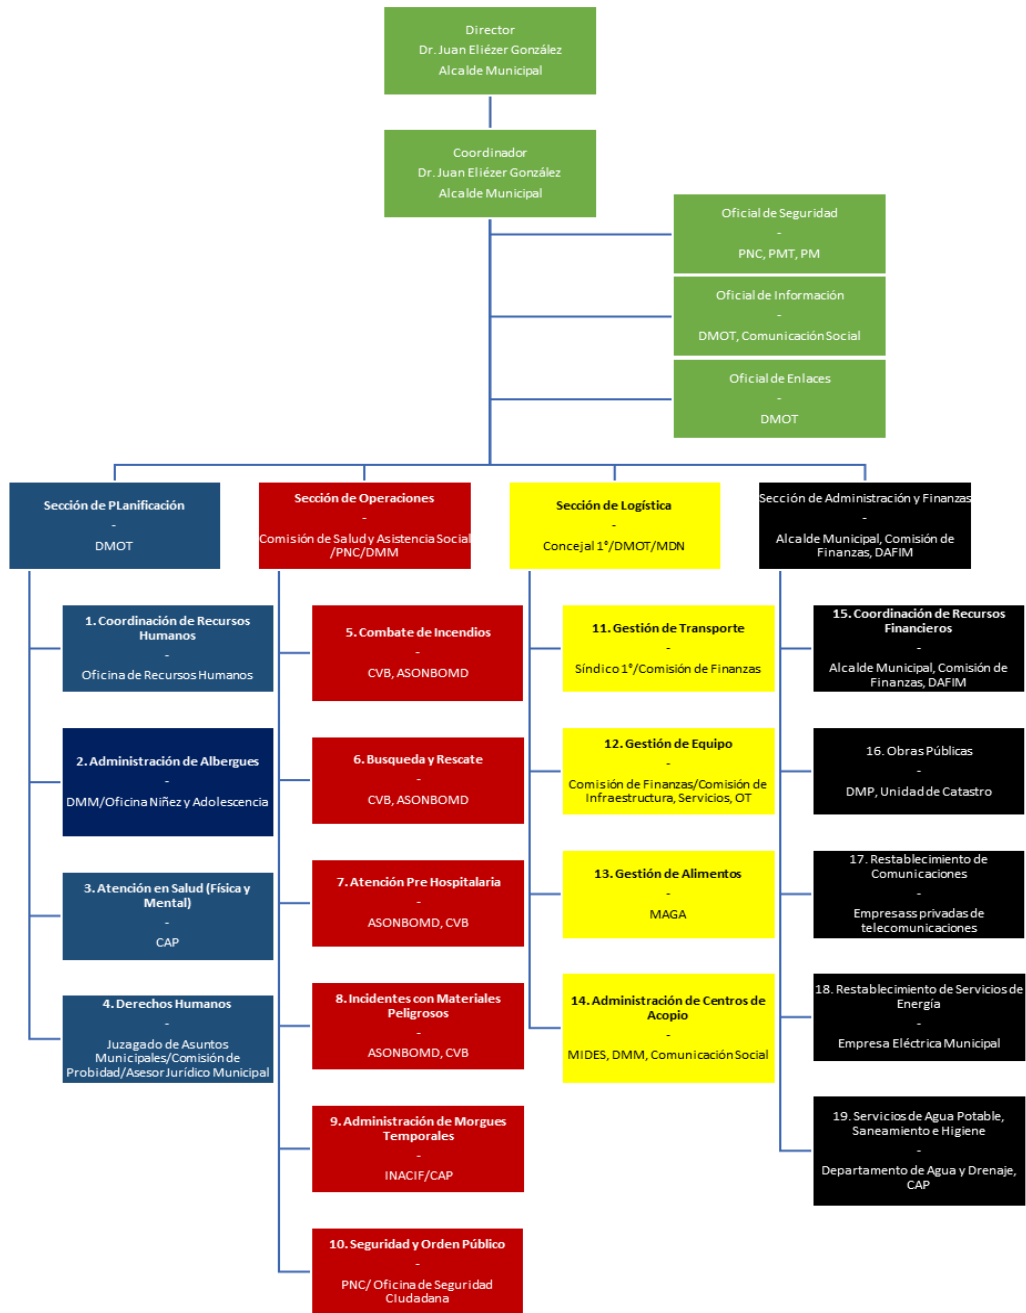 Director
Dr. Juan Eliézer González
Alcalde Municipal
Coordinador
Dr. Juan Eliézer González
Alcalde Municipal
Oficial de Seguridad
-
PNC, PMT, PM
Oficial de Información
-
DMOT, Comunicación Social
Oficial de Enlaces
-
DMOT
Sección de PLanificación
-
DMOT
1. Coordinación de Recursos
Humanos
-
Oficina de Recursos Humanos
2. Administración de Albergues
-
DMM/Oficina Niñez y Adolescencia
3. Atención en Salud (Física y
Mental)
-
CAP
4. Derechos Humanos
-
Juzagado de Asuntos
Municipales/Comisión de
Probidad/Asesor Jurídico Municipal
Sección de Operaciones
-
Comisión de Salud y Asistencia Social
/PNC/DMM
5. Combate de Incendios
-
CVB, ASONBOMD
6. Busqueda y Rescate
-
CVB, ASONBOMD
7. Atención Pre Hospitalaria
-
ASONBOMD, CVB
8. Incidentes con Materiales
Peligrosos
-
ASONBOMD, CVB
9. Administración de Morgues
Temporales
-
INACIF/CAP
10. Seguridad y Orden Público
-
PNC/ Oficina de Seguridad
CIudadana
Sección de Logística
-
Concejal 1°/DMOT/MDN
11. Gestión de Transporte
-
Síndico 1°/Comisión de Finanzas
12. Gestión de Equipo
-
Comisión de Finanzas/Comisión de
Infraestructura, Servicios, OT
13. Gestión de Alimentos
-
MAGA
14. Administración de Centros de
Acopio
-
MIDES, DMM, Comunicación Social
Sección de Administración y Finanzas
-
Alcalde Municipal, Comisión de
Finanzas, DAFIM
15. Coordinación de Recursos
Financieros
-
Alcalde Municipal, Comisión de
Finanzas, DAFIM
16. Obras Públicas
-
DMP, Unidad de Catastro
17. Restablecimiento de
Comunicaciones
-
Empresass privadas de
telecomunicaciones
18. Restablecimiento de Servicios de
Energía
-
Empresa Eléctrica Municipal
19. Servicios de Agua Potable,
Saneamiento e Higiene
-
Departamento de Agua y Drenaje,
CAP